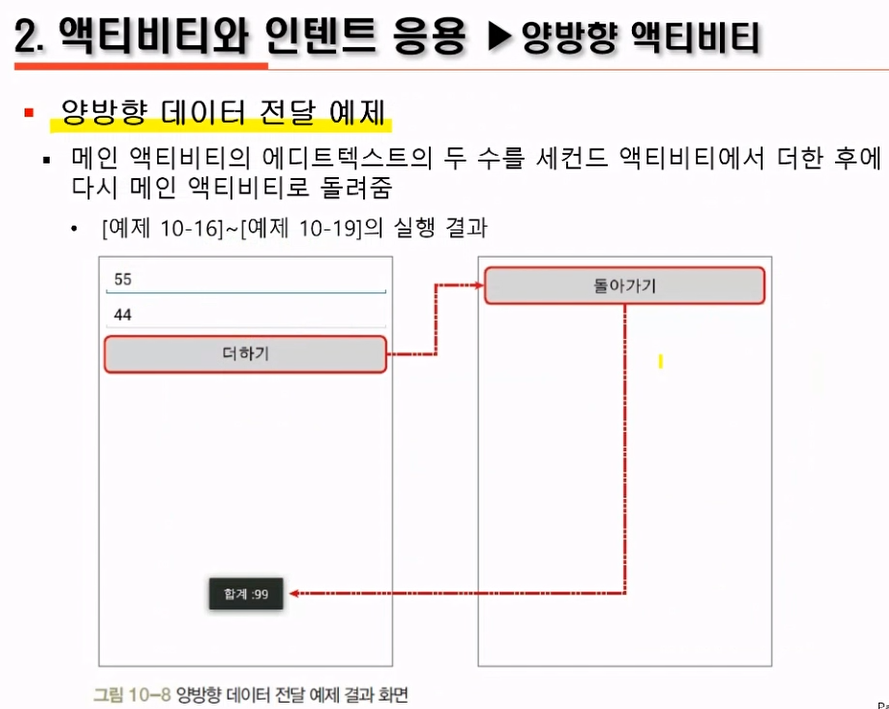 2. 액티비티와 인텐트 응용 ▶양방향 액티비티
▪ 양방향 데이터 전달 예제
▪ 메인 액티비티의 에디트텍스트의 두 수를 세컨드 액티비티에서 더한 후에
다시 메인 액티비티로 돌려줌
• [예제 10-16]~[예제 10-19]의 실행 결과
55
44
더하기
돌아가기
합계 :99
그림 10-8 양방향 데이터 전달 예제 결과 화면